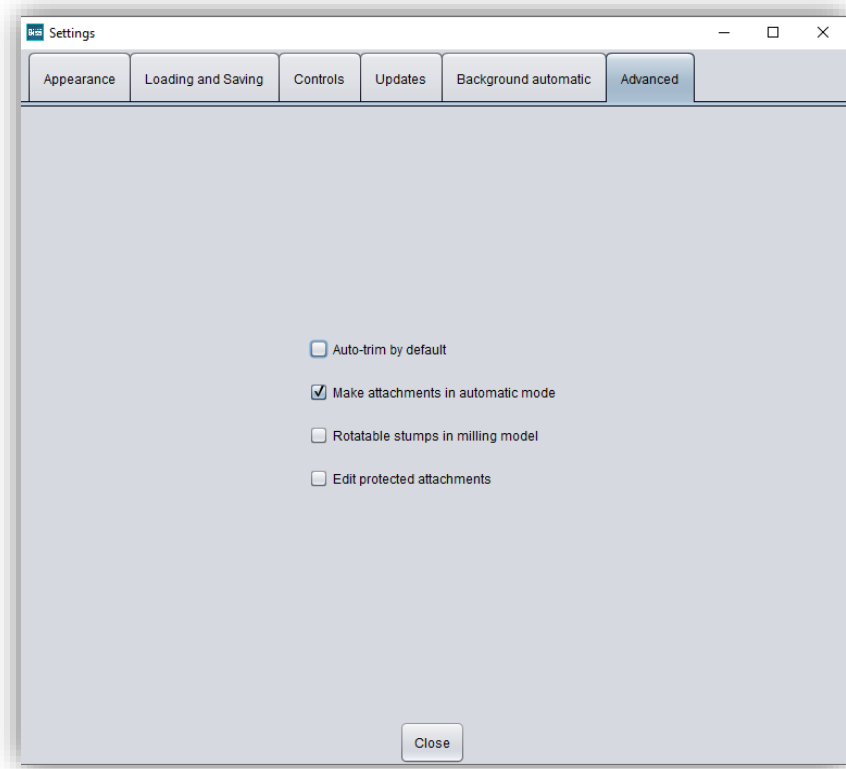 Settings
Appearance Loading and Saving Controls Updates Background automatic Advanced
Auto-trim by default
Make attachments in automatic mode
Rotatable stumps in milling model
Edit protected attachments
Close